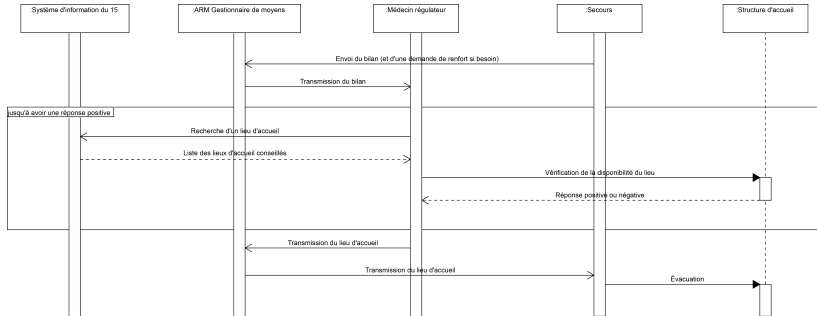 :Système d'information du 15
:ARM Gestionnaire de moyens
:Médecin régulateur
:Secours
:Structure d'accueil
Envoi du bilan (et d'une demande de renfort si besoin)
Transmission du bilan
jusqu'à avoir une réponse positive
Recherche d'un lieu d'accueil
Liste des lieux d'accueil conseillés
Vérification de la disponibilité du lieu
Réponse positive ou négative
Transmission du lieu d'accueil
Transmission du lieu d'accueil
Évacuation